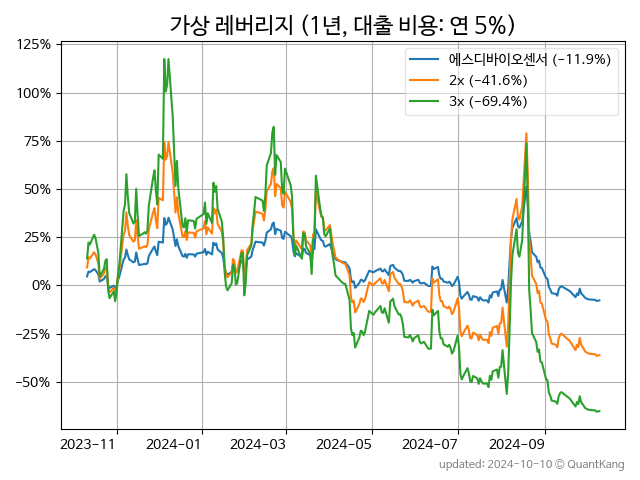 가상 레버리지 (1년, 대출 비용: 연 5%)
125%
100%
75%
50%
25%
0%
−25%
−50%
에스디바이오센서 (-11.9%)
2x (-41.6%)
3x (-69.4%)
2023-11
2024-01
2024-03
2024-05
2024-07
2024-09
updated: 2024-10-10 © QuantKang